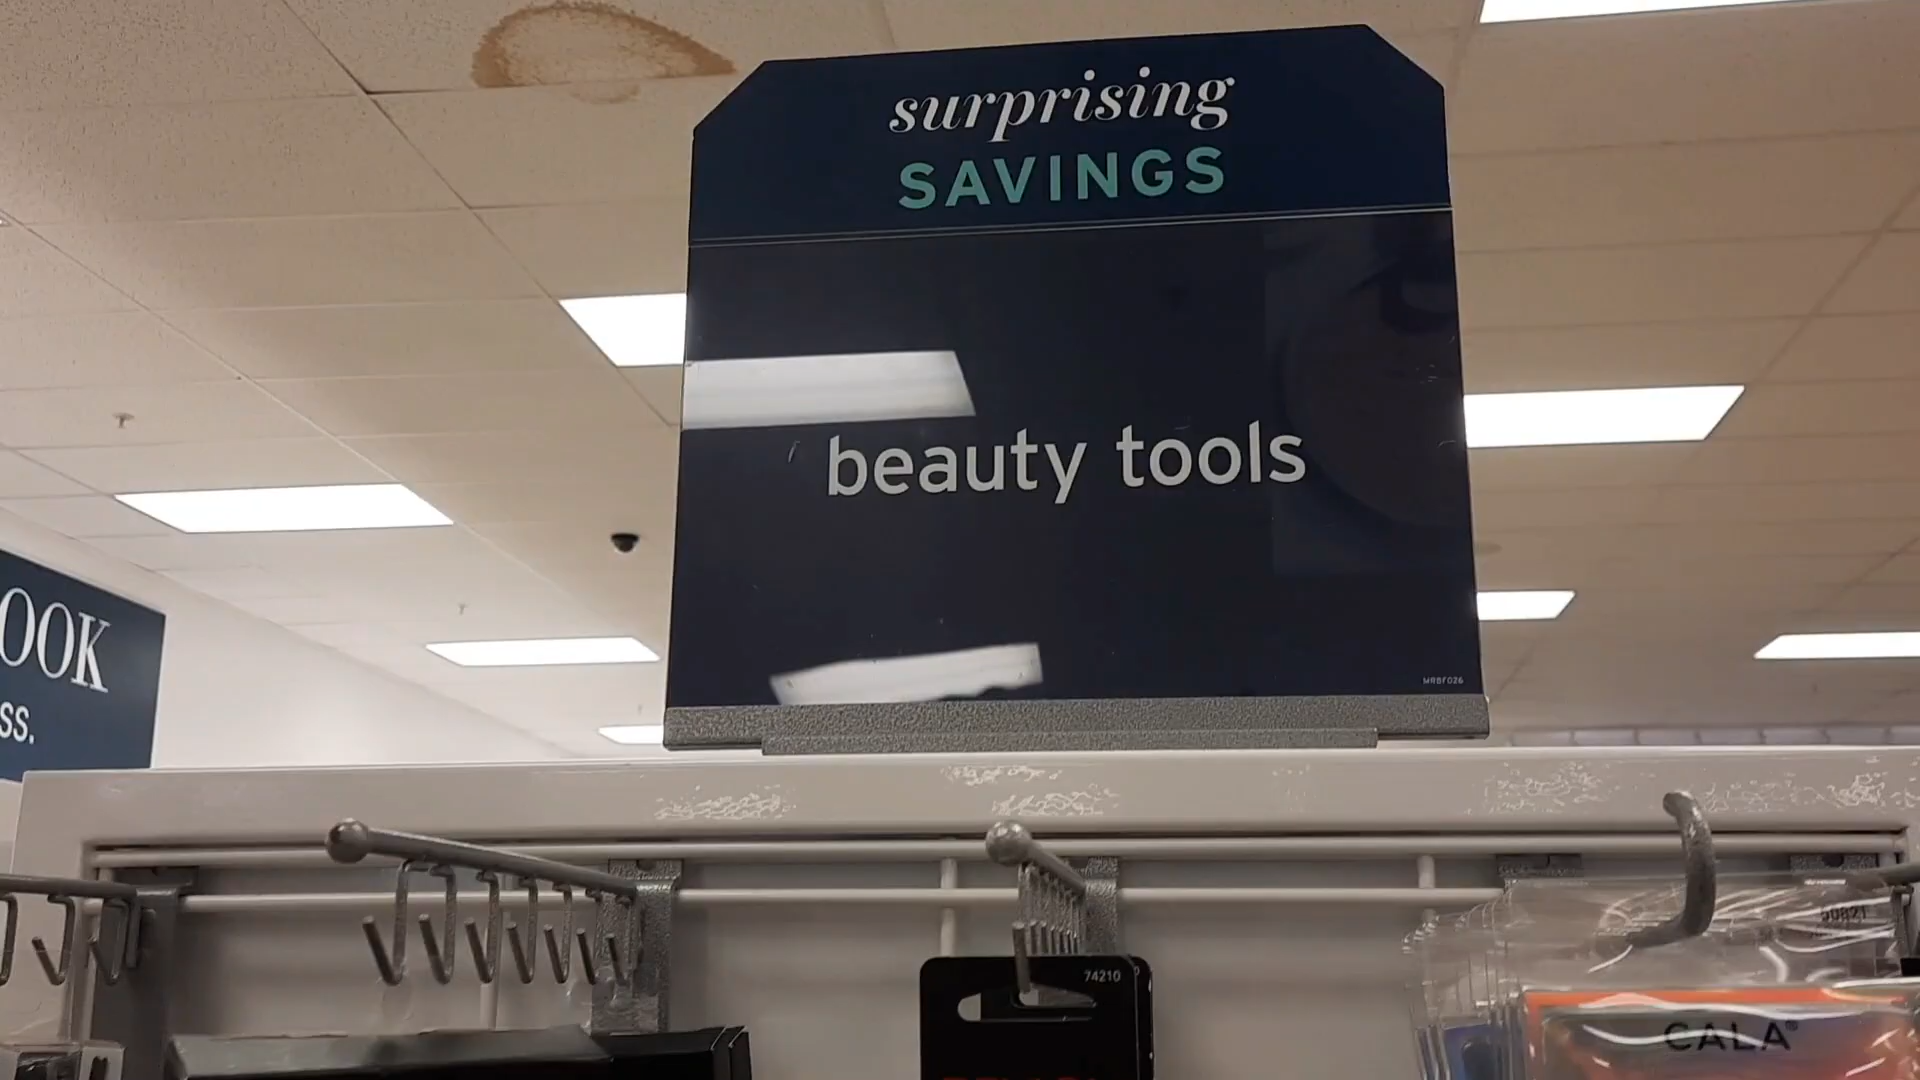 surprising
SAVINGS
beauty tools
MRBF026
OOK
ss.
74210
50821
CALA®